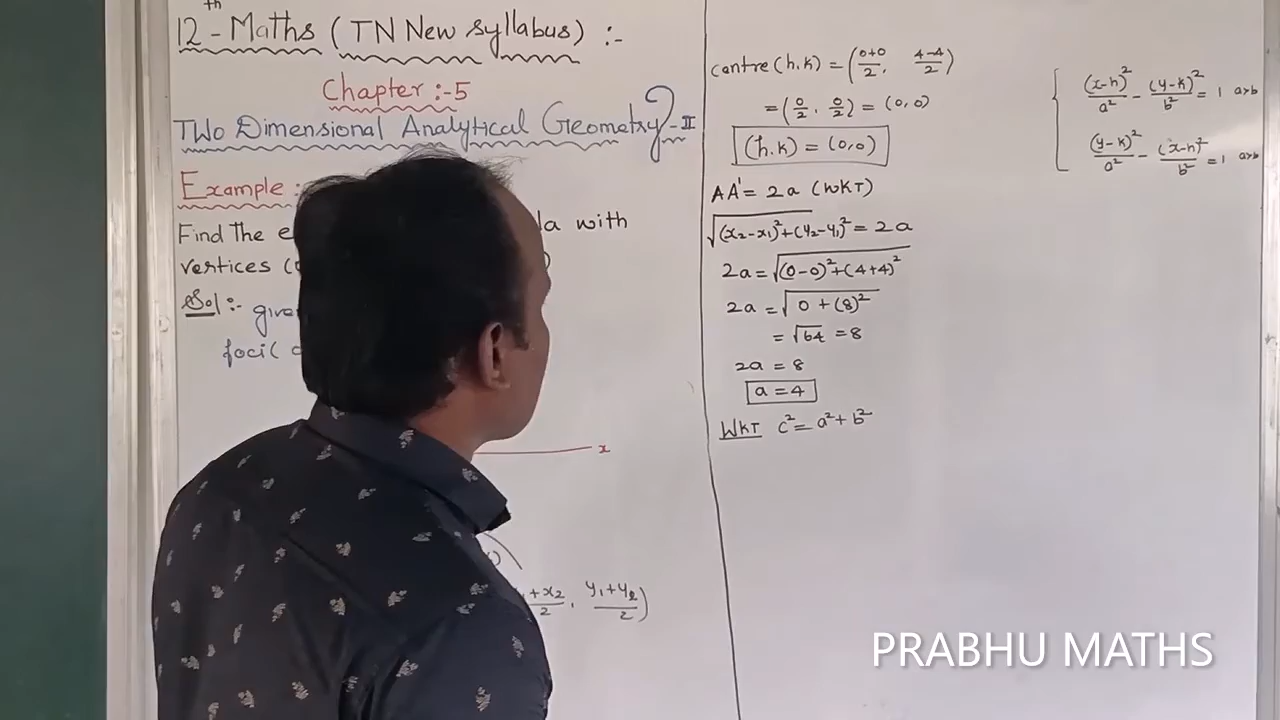 12th - Maths (TN New Syllabus) :-
Chapter :- 5
Two Dimensional Analytical Geometry - II
Example :
Find the e with
vertices (
Sol :- give
foci (
x
+x₂/2 , y₁+y₂/2)
Centre (h.k) = (0+0/2, 4-4/2)
= (0/2, 0/2) = (0,0)
(h.k) = (0,0)
AA' = 2a (WKT)
√(x₂-x₁)²+(y₂-y₁)² = 2a
2a = √(0-0)²+(4+4)²
2a = √0+(8)²
= √64 = 8
2a = 8
a = 4
WKT c² = a²+b²
(x-h)²/a² - (y-k)²/b² = 1 a>b
(y-k)²/a² - (x-h)²/b² = 1 a>b
PRABHU MATHS